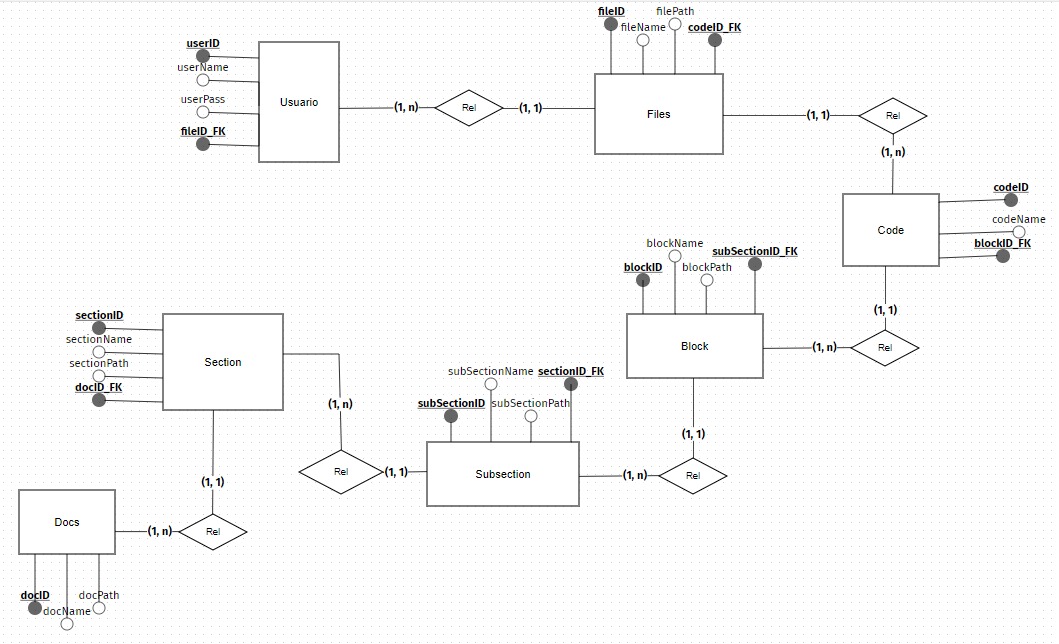 userID
userName
userPass
fileID_FK
Usuario
(1, n)
Rel
(1, 1)
fileID
fileName
filePath
codeID_FK
Files
(1, 1)
Rel
(1, n)
codeID
codeName
blockID_FK
Code
(1, 1)
Rel
(1, n)
blockID
blockName
blockPath
subSectionID_FK
Block
(1, 1)
Rel
(1, n)
subSectionID
subSectionName
subSectionPath
sectionID_FK
Subsection
(1, 1)
Rel
(1, n)
sectionID
sectionName
sectionPath
docID_FK
Section
(1, 1)
Rel
(1, n)
Docs
docID
docName
docPath